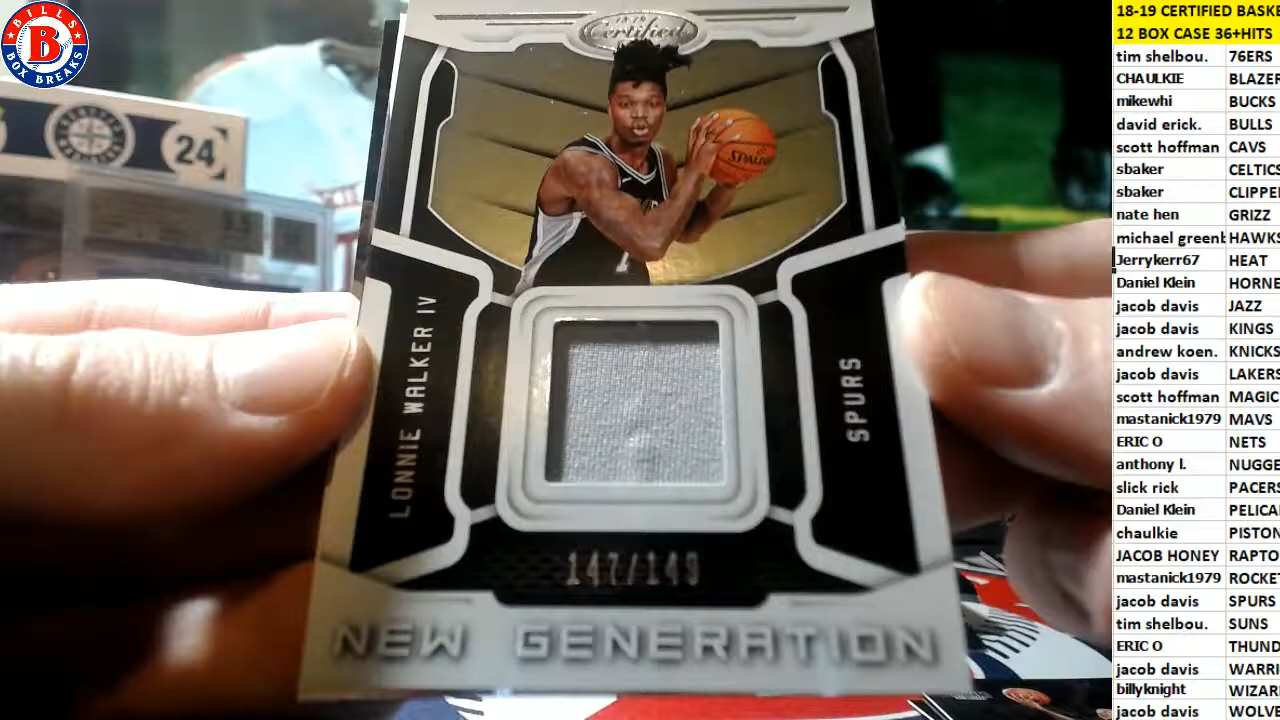 BILLS
B
BOX BREAKS
24
18-19
Certified
SPALDING
1
LONNIE WALKER IV
SPURS
147/149
NEW GENERATION
18-19 CERTIFIED BASKE
12 BOX CASE 36+HITS
tim shelbou. 76ERS
CHAULKIE BLAZER
mikewhi BUCKS
david erick. BULLS
scott hoffman CAVS
sbaker CELTICS
sbaker CLIPPE
nate hen GRIZZ
michael greenb HAWKS
Jerrykerr67 HEAT
Daniel Klein HORNE
jacob davis JAZZ
jacob davis KINGS
andrew koen. KNICKS
jacob davis LAKERS
scott hoffman MAGIC
mastanick1979 MAVS
ERIC O NETS
anthony l. NUGGE
slick rick PACERS
Daniel Klein PELICA
chaulkie PISTON
JACOB HONEY RAPTO
mastanick1979 ROCKET
jacob davis SPURS
tim shelbou. SUNS
ERIC O THUND
jacob davis WARRI
billyknight WIZAR
jacob davis WOLVE